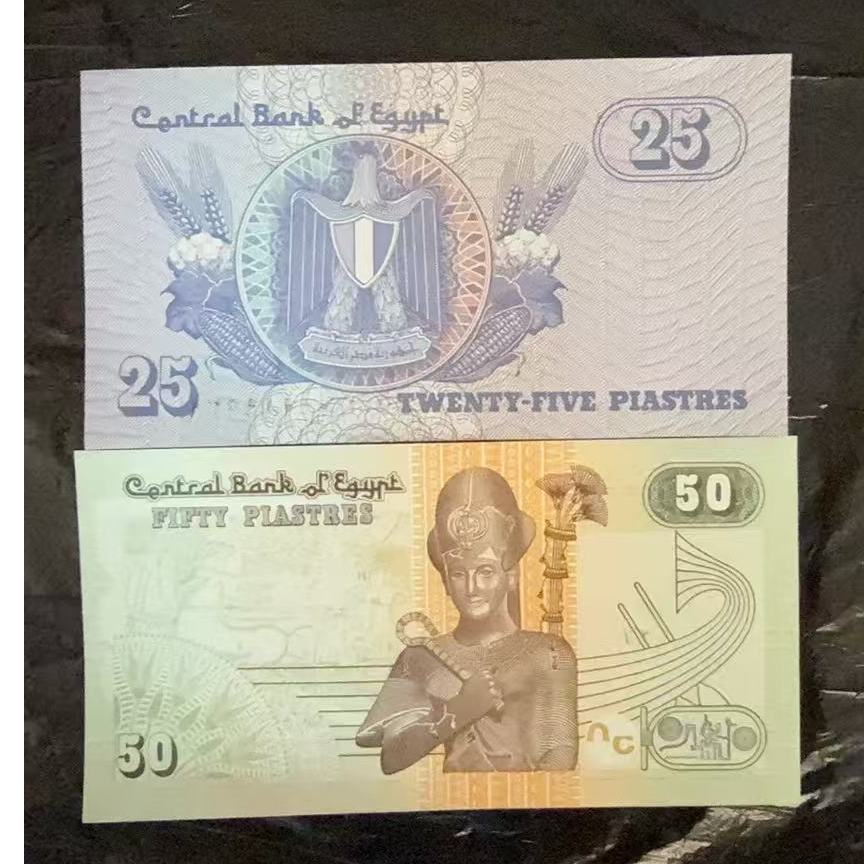 Central Bank of Egypt
25
25
TWENTY-FIVE PIASTRES
Central Bank of Egypt
FIFTY PIASTRES
50
50